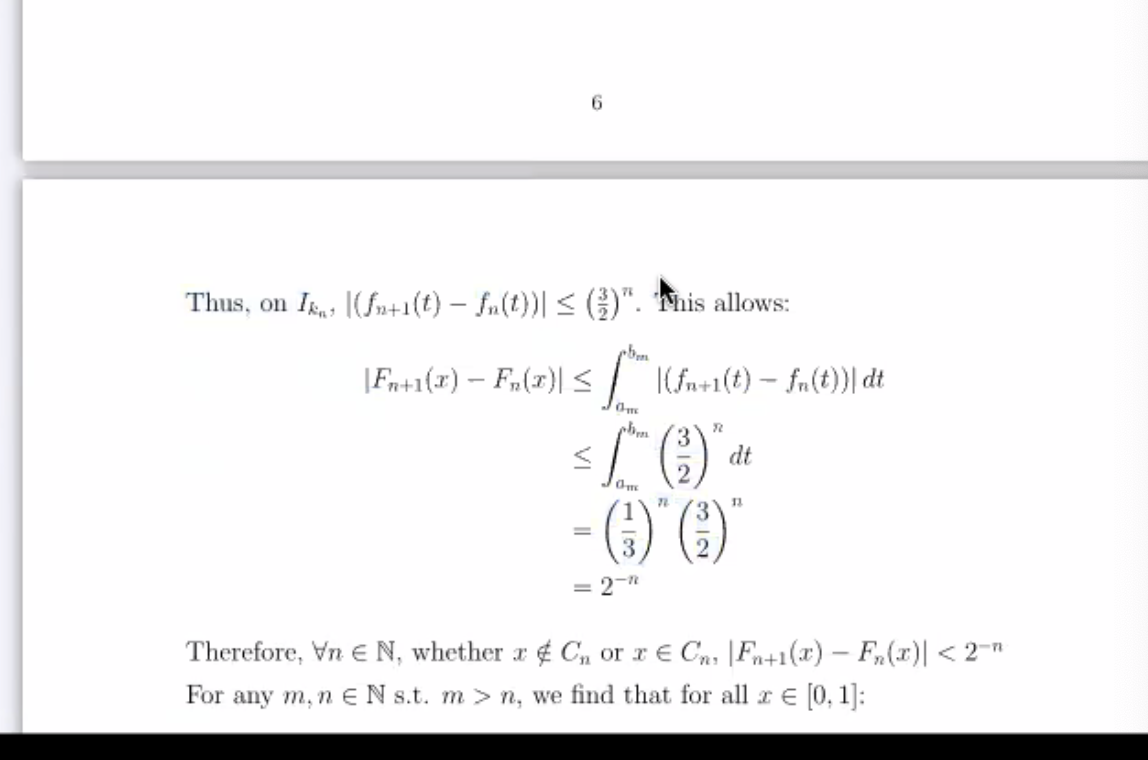 6
Thus, on $I_{k_n}$, $|(f_{n+1}(t) - f_n(t))| \leq \left(\frac{3}{2}\right)^n$. This allows:
$|F_{n+1}(x) - F_n(x)| \leq \int_{a_m}^{b_m} |(f_{n+1}(t) - f_n(t))| \, dt$
$\leq \int_{a_m}^{b_m} \left(\frac{3}{2}\right)^n dt$
$= \left(\frac{1}{3}\right)^n \left(\frac{3}{2}\right)^n$
$= 2^{-n}$
Therefore, $\forall n \in \mathbb{N}$, whether $x \notin C_n$ or $x \in C_n$, $|F_{n+1}(x) - F_n(x)| < 2^{-n}$
For any $m, n \in \mathbb{N}$ s.t. $m > n$, we find that for all $x \in [0, 1]$: